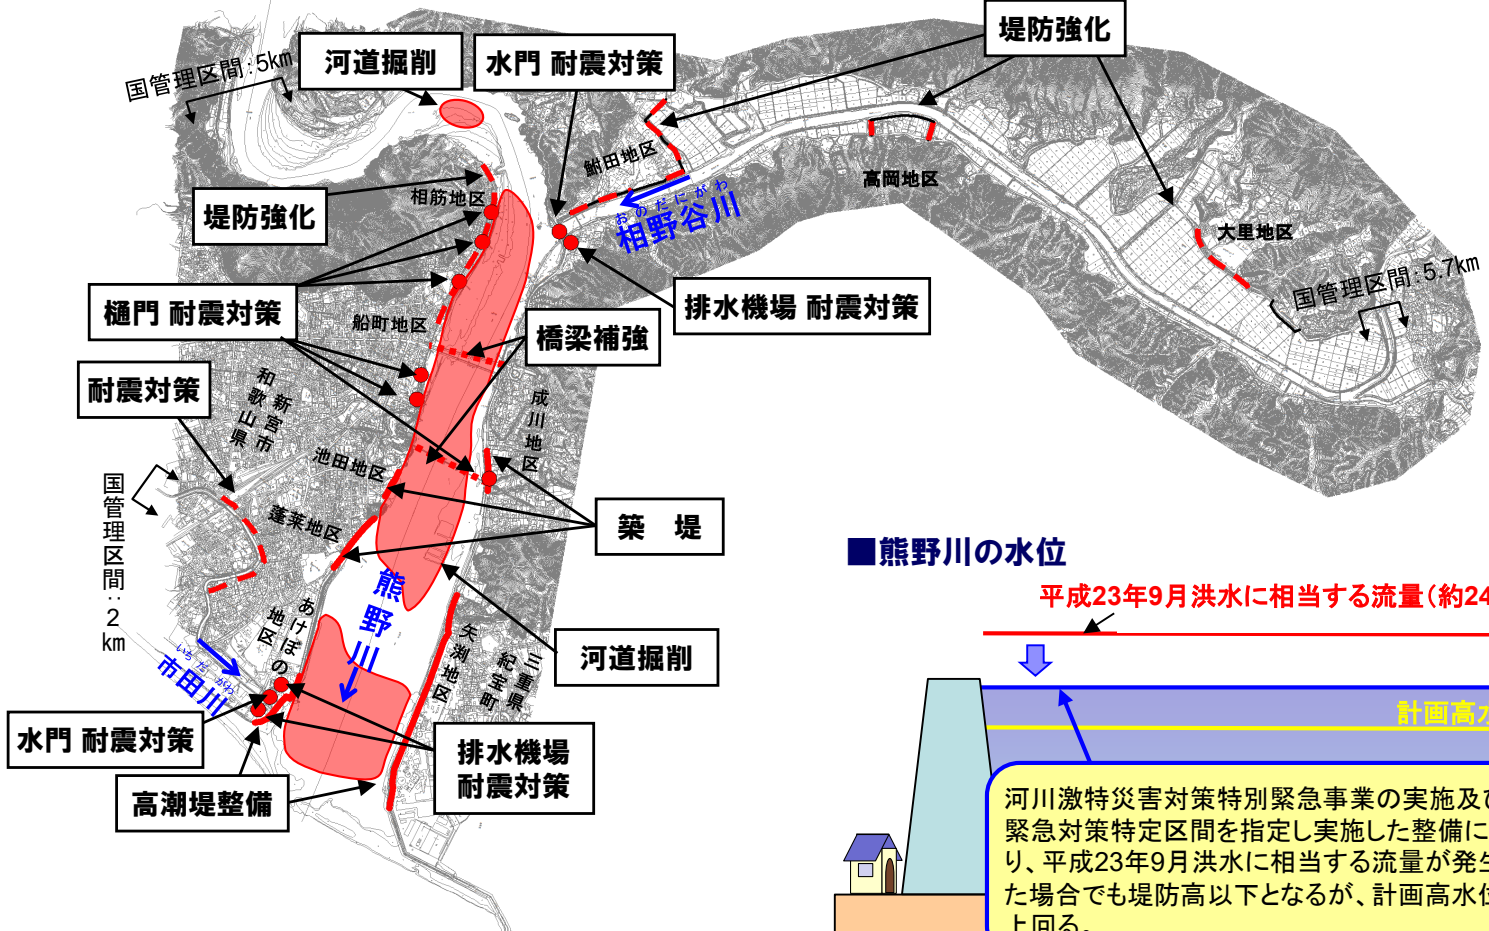 堤防強化
河道掘削
水門 耐震対策
国管理区間：5km
鮒田地区
相筋地区
高岡地区
堤防強化
おのだにがわ
相野谷川
大里地区
国管理区間：5.7km
樋門 耐震対策
排水機場 耐震対策
船町地区
橋梁補強
耐震対策
和歌山県
新宮市
成川地区
池田地区
国管理区間：2km
蓬莱地区
築　堤
■熊野川の水位
熊野川
平成23年9月洪水に相当する流量（約24
あけぼの
地区
矢渕地区
紀宝町
三重県
河道掘削
いちだがわ
市田川
計画高水
水門 耐震対策
排水機場
耐震対策
高潮堤整備
河川激特災害対策特別緊急事業の実施及び
緊急対策特定区間を指定し実施した整備に
り、平成23年9月洪水に相当する流量が発生
た場合でも堤防高以下となるが、計画高水位
上回る。